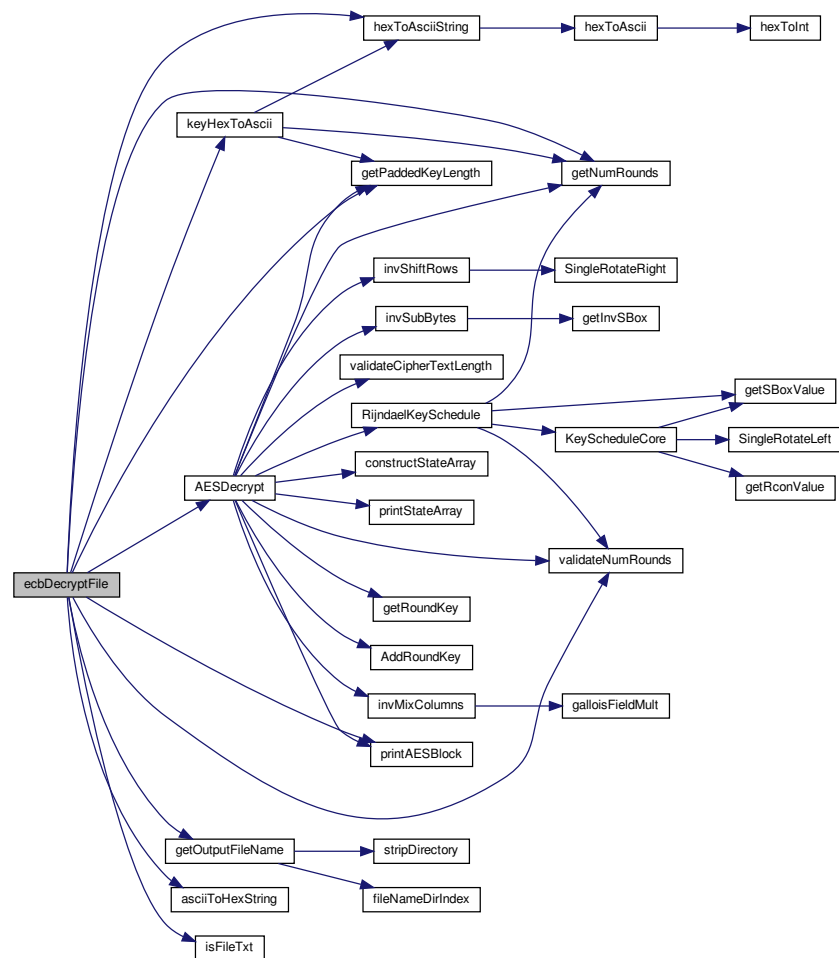 hexToAsciiString
hexToAscii
hexToInt
keyHexToAscii
getPaddedKeyLength
getNumRounds
invShiftRows
SingleRotateRight
invSubBytes
getInvSBox
validateCipherTextLength
getSBoxValue
RijndaelKeySchedule
KeyScheduleCore
SingleRotateLeft
constructStateArray
AESDecrypt
getRconValue
printStateArray
validateNumRounds
ecbDecryptFile
getRoundKey
AddRoundKey
invMixColumns
galloisFieldMult
printAESBlock
getOutputFileName
stripDirectory
asciiToHexString
fileNameDirIndex
isFileTxt